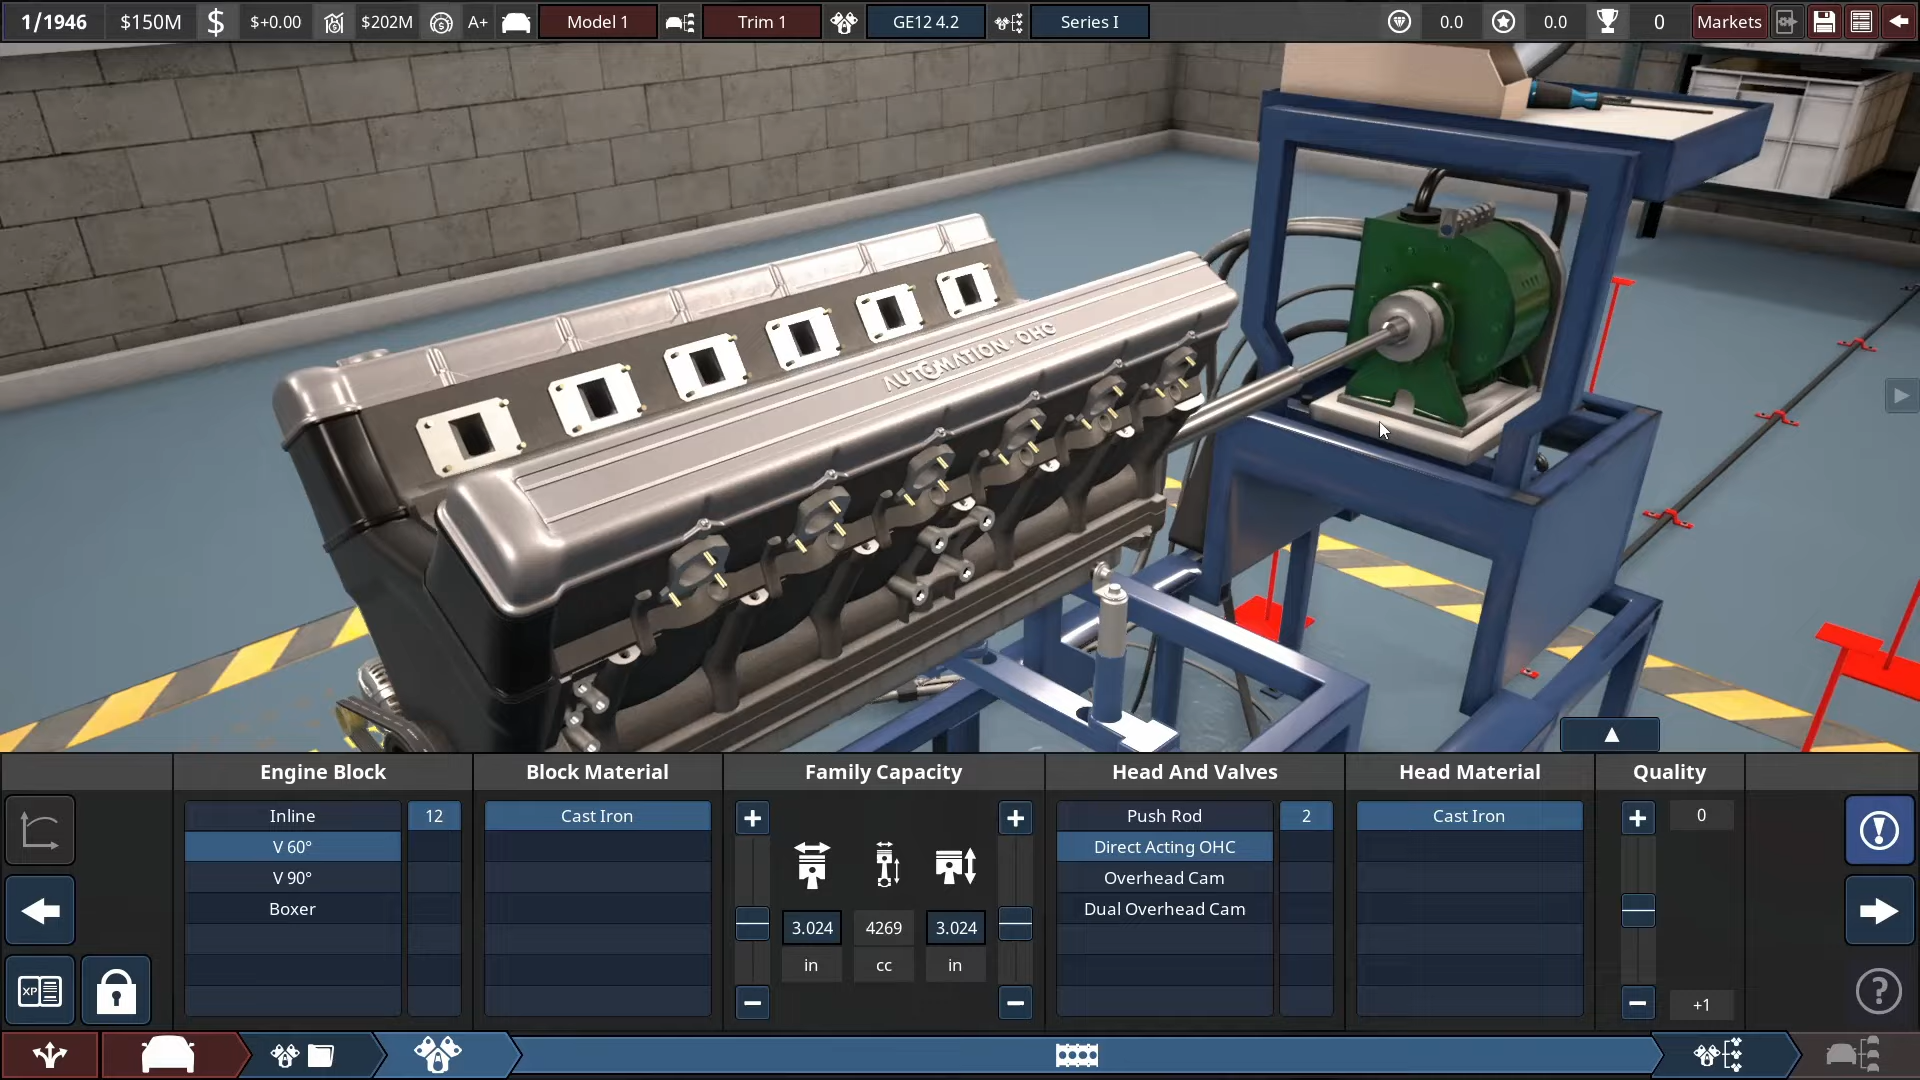 1/1946 $150M $ $+0.00 $202M A+ Model 1 Trim 1 GE12 4.2 Series I 0.0 0.0 0 Markets
AUTOMATION·OHC
Engine Block Block Material Family Capacity Head And Valves Head Material Quality
Inline 12 Cast Iron Push Rod 2 Cast Iron 0
V 60° Direct Acting OHC
V 90° Overhead Cam
Boxer Dual Overhead Cam
3.024 4269 3.024
in cc in
XP ? +1